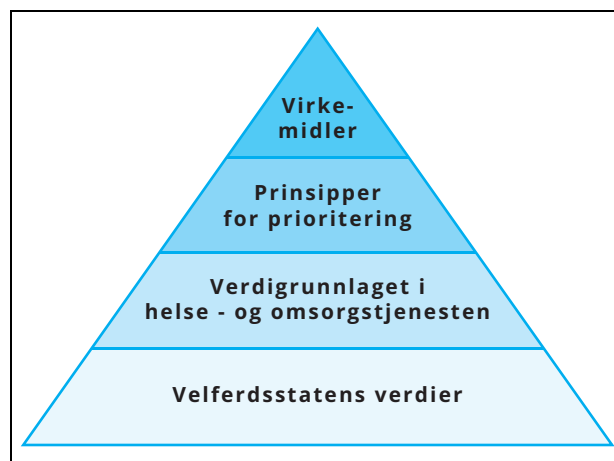 Virke-
midler
Prinsipper
for prioritering
Verdigrunnlaget i
helse - og omsorgstjenesten
Velferdsstatens verdier